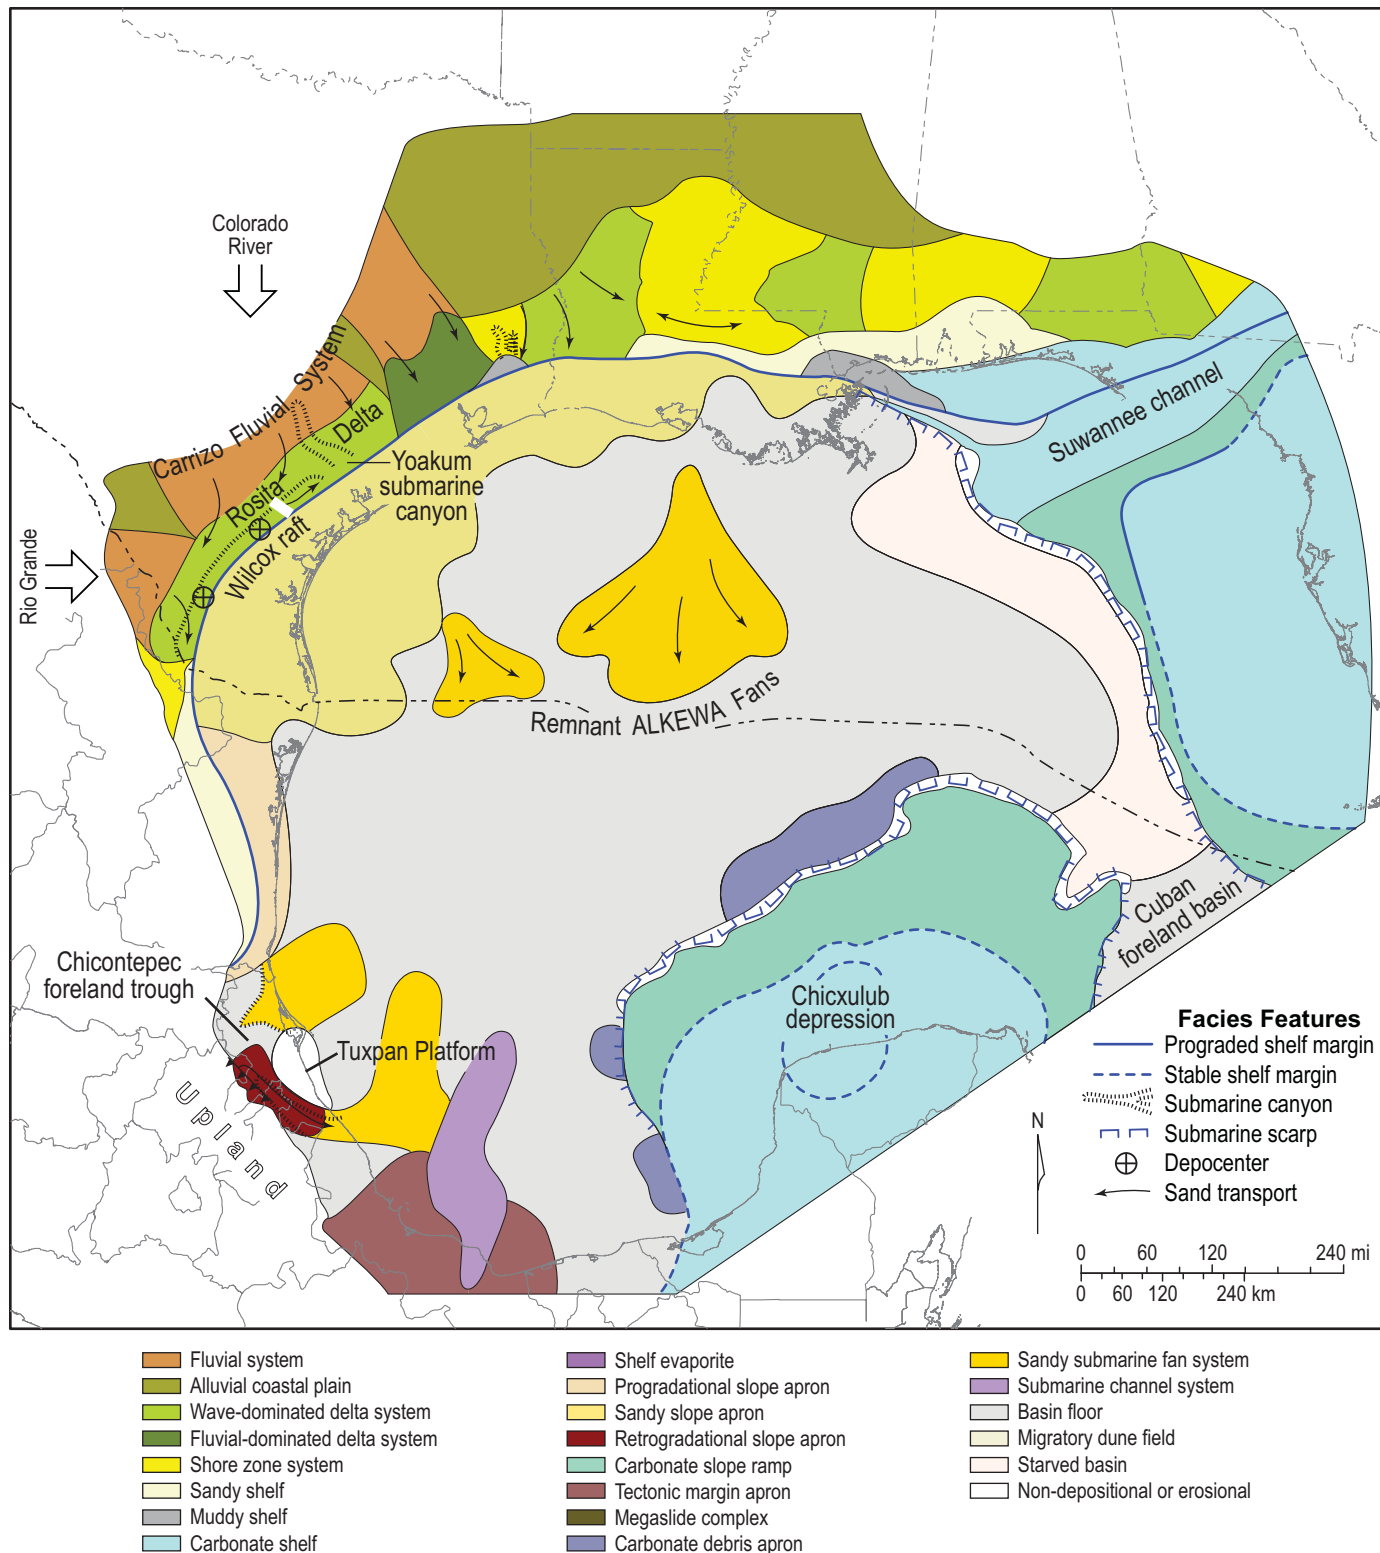 Colorado
River
Carrizo Fluvial System
Delta
Rosita
Yoakum
submarine
canyon
Wilcox raft
Rio Grande
Suwannee channel
Remnant ALKEWA Fans
Cuban
foreland basin
Chicontepec
foreland trough
Tuxpan Platform
Upland
Chicxulub
depression
Facies Features
Prograded shelf margin
Stable shelf margin
Submarine canyon
Submarine scarp
Depocenter
Sand transport
N
0 60 120 240 mi
0 60 120 240 km
Fluvial system
Alluvial coastal plain
Wave-dominated delta system
Fluvial-dominated delta system
Shore zone system
Sandy shelf
Muddy shelf
Carbonate shelf
Shelf evaporite
Progradational slope apron
Sandy slope apron
Retrogradational slope apron
Carbonate slope ramp
Tectonic margin apron
Megaslide complex
Carbonate debris apron
Sandy submarine fan system
Submarine channel system
Basin floor
Migratory dune field
Starved basin
Non-depositional or erosional